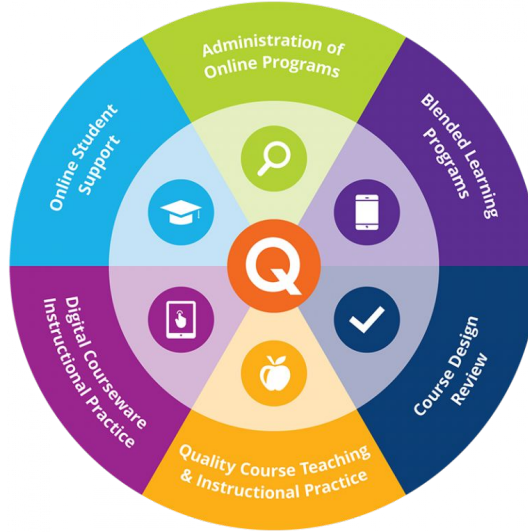 Administration of
Online Programs
Blended Learning
Programs
Course Design
Review
Quality Course Teaching
& Instructional Practice
Digital Courseware
Instructional Practice
Online Student
Support
Q